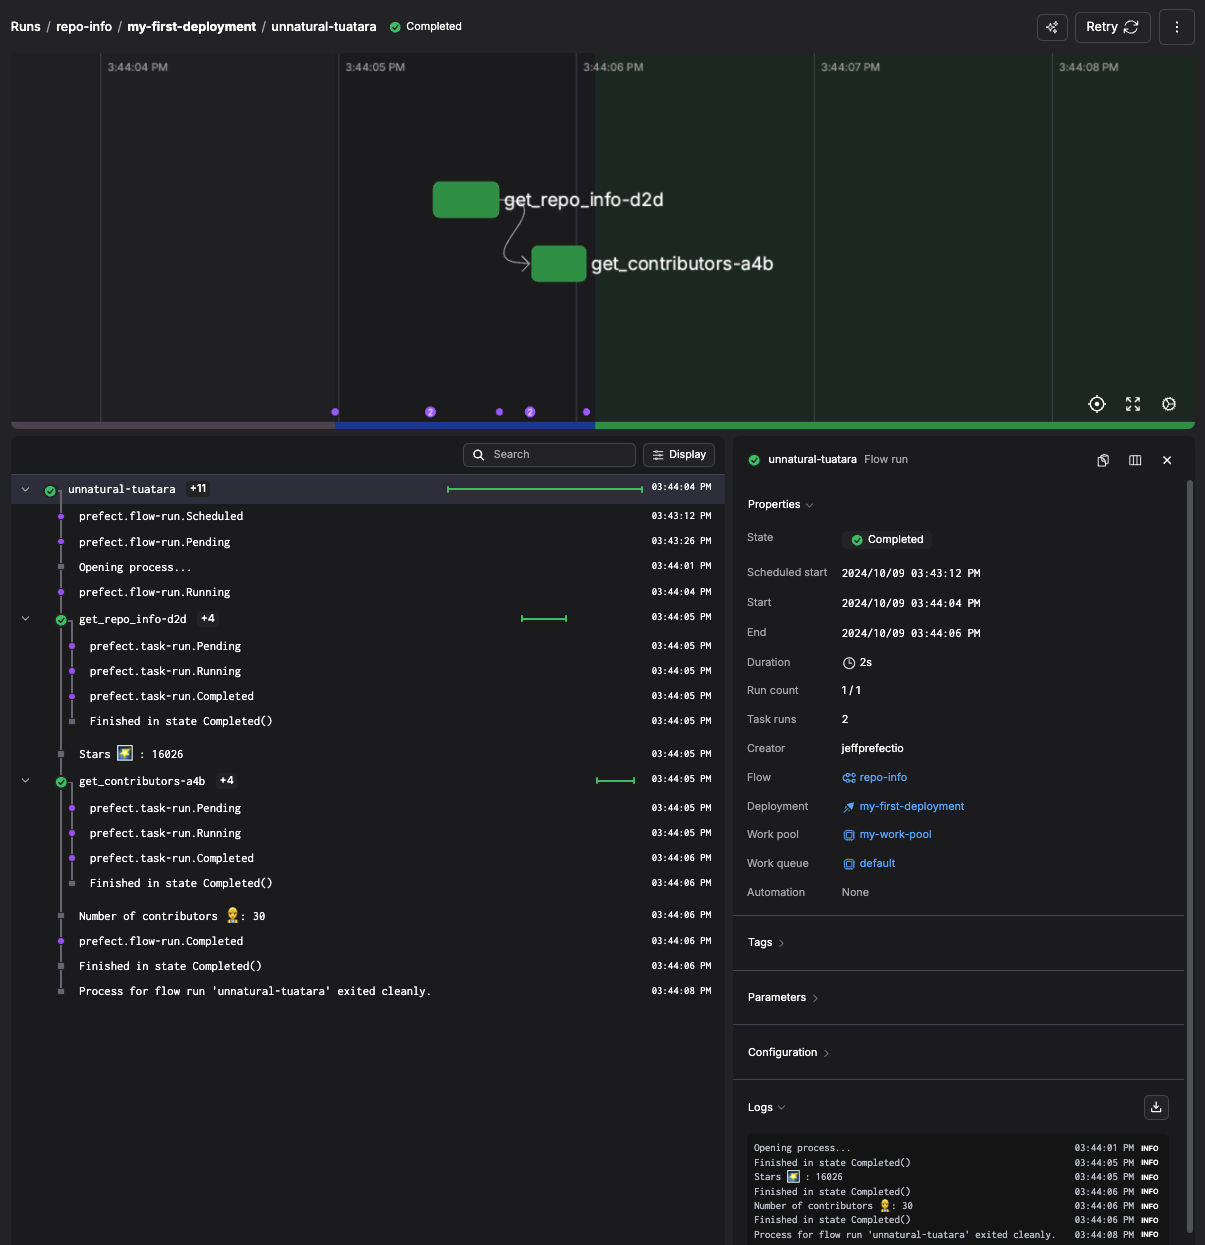 Runs / repo-info / my-first-deployment / unnatural-tuatara Completed
Retry
3:44:04 PM 3:44:05 PM 3:44:06 PM 3:44:07 PM 3:44:08 PM
get_repo_info-d2d
get_contributors-a4b
2 2
Search Display
unnatural-tuatara +11 03:44:04 PM
prefect.flow-run.Scheduled 03:43:12 PM
prefect.flow-run.Pending 03:43:26 PM
Opening process... 03:44:01 PM
prefect.flow-run.Running 03:44:04 PM
get_repo_info-d2d +4 03:44:05 PM
prefect.task-run.Pending 03:44:05 PM
prefect.task-run.Running 03:44:05 PM
prefect.task-run.Completed 03:44:05 PM
Finished in state Completed() 03:44:05 PM
Stars 🌠 : 16026 03:44:05 PM
get_contributors-a4b +4 03:44:05 PM
prefect.task-run.Pending 03:44:05 PM
prefect.task-run.Running 03:44:05 PM
prefect.task-run.Completed 03:44:06 PM
Finished in state Completed() 03:44:06 PM
Number of contributors 👷: 30 03:44:06 PM
prefect.flow-run.Completed 03:44:06 PM
Finished in state Completed() 03:44:06 PM
Process for flow run 'unnatural-tuatara' exited cleanly. 03:44:08 PM
unnatural-tuatara Flow run
Properties
State Completed
Scheduled start 2024/10/09 03:43:12 PM
Start 2024/10/09 03:44:04 PM
End 2024/10/09 03:44:06 PM
Duration 2s
Run count 1 / 1
Task runs 2
Creator jeffprefectio
Flow repo-info
Deployment my-first-deployment
Work pool my-work-pool
Work queue default
Automation None
Tags
Parameters
Configuration
Logs
Opening process... 03:44:01 PM INFO
Finished in state Completed() 03:44:05 PM INFO
Stars 🌠 : 16026 03:44:05 PM INFO
Finished in state Completed() 03:44:06 PM INFO
Number of contributors 👷: 30 03:44:06 PM INFO
Finished in state Completed() 03:44:06 PM INFO
Process for flow run 'unnatural-tuatara' exited cleanly. 03:44:08 PM INFO